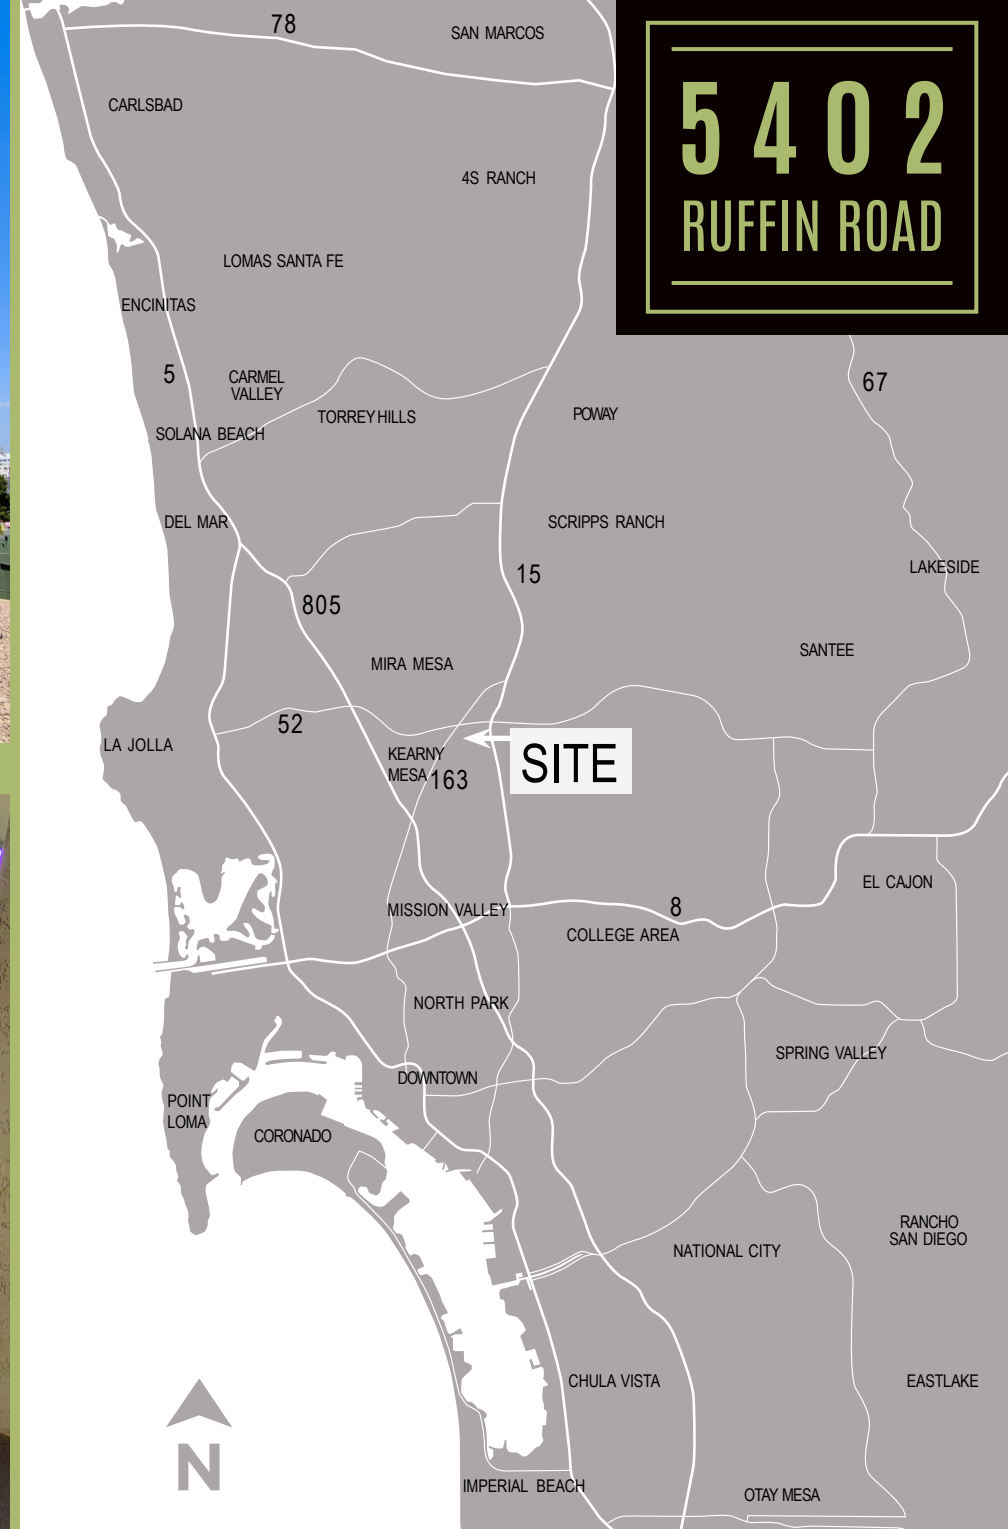 78
SAN MARCOS
5402
RUFFIN ROAD
CARLSBAD
4S RANCH
LOMAS SANTA FE
ENCINITAS
5
CARMEL
VALLEY
67
TORREY HILLS
POWAY
SOLANA BEACH
DEL MAR
SCRIPPS RANCH
15
LAKESIDE
805
MIRA MESA
SANTEE
52
LA JOLLA
KEARNY
MESA
163
SITE
EL CAJON
MISSION VALLEY
8
COLLEGE AREA
NORTH PARK
SPRING VALLEY
DOWNTOWN
POINT
LOMA
CORONADO
RANCHO
SAN DIEGO
NATIONAL CITY
CHULA VISTA
EASTLAKE
N
IMPERIAL BEACH
OTAY MESA